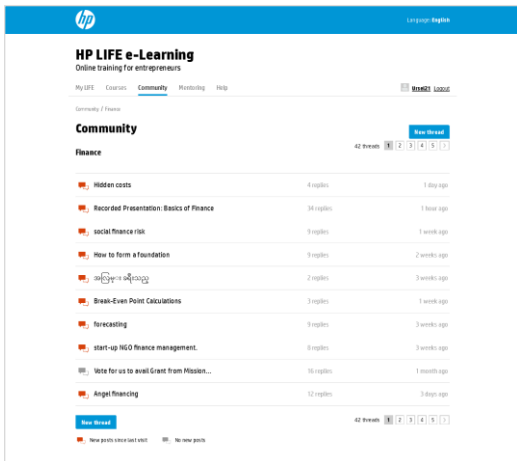 hp
Language: English
HP LIFE e-Learning
Online training for entrepreneurs
My LIFE Courses Community Mentoring Help
Logout
Community / Finance
Community
New thread
42 threads 1 2 3 4 5 >
Finance
Hidden costs 4 replies 1 day ago
Recorded Presentation: Basics of Finance 34 replies 1 hour ago
social finance risk 9 replies 1 week ago
How to form a foundation 9 replies 2 weeks ago
2 replies 3 weeks ago
Break-Even Point Calculations 3 replies 1 week ago
forecasting 9 replies 3 weeks ago
start-up NGO finance management. 8 replies 3 weeks ago
Vote for us to avail Grant from Mission... 16 replies 1 month ago
Angel financing 12 replies 3 days ago
New thread
42 threads 1 2 3 4 5 >
New posts since last visit No new posts